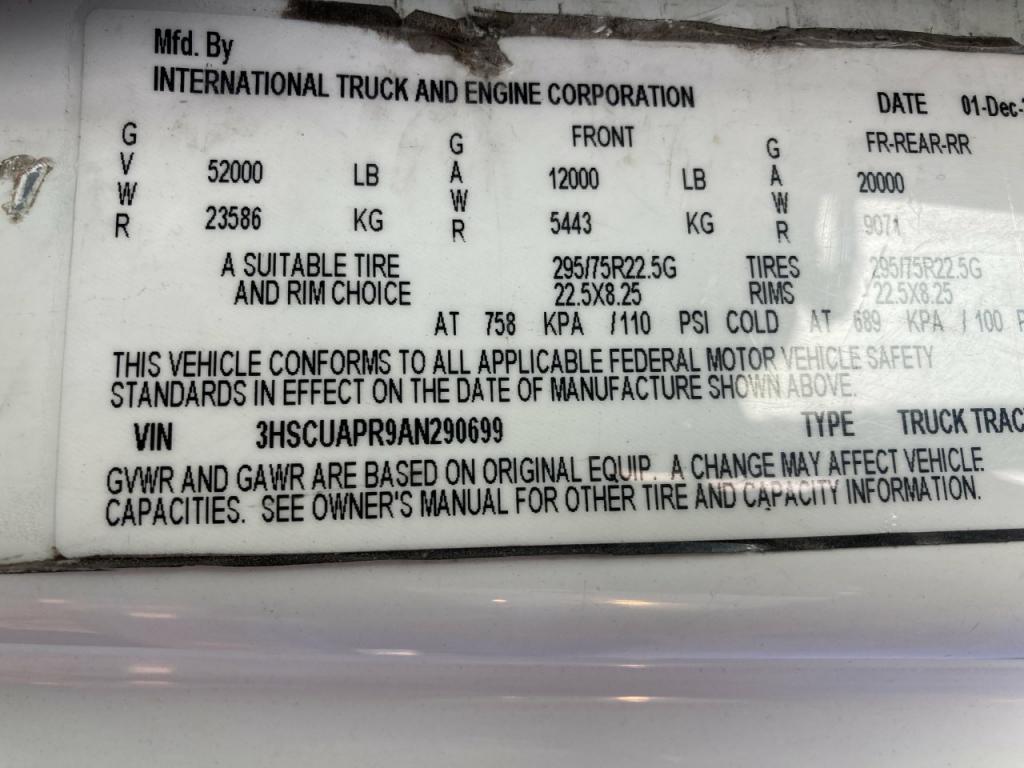 Mfd. By
INTERNATIONAL TRUCK AND ENGINE CORPORATION
DATE 01-Dec-
GVWR 52000 LB GAWR FRONT 12000 LB GAWR FR-REAR-RR 20000
23586 KG 5443 KG 9071
A SUITABLE TIRE 295/75R22.5G TIRES 295/75R22.5G
AND RIM CHOICE 22.5X8.25 RIMS 22.5X8.25
AT 758 KPA /110 PSI COLD AT 689 KPA / 100 P
THIS VEHICLE CONFORMS TO ALL APPLICABLE FEDERAL MOTOR VEHICLE SAFETY
STANDARDS IN EFFECT ON THE DATE OF MANUFACTURE SHOWN ABOVE.
VIN 3HSCUAPR9AN290699 TYPE TRUCK TRAC
GVWR AND GAWR ARE BASED ON ORIGINAL EQUIP. A CHANGE MAY AFFECT VEHICLE
CAPACITIES. SEE OWNER'S MANUAL FOR OTHER TIRE AND CAPACITY INFORMATION.